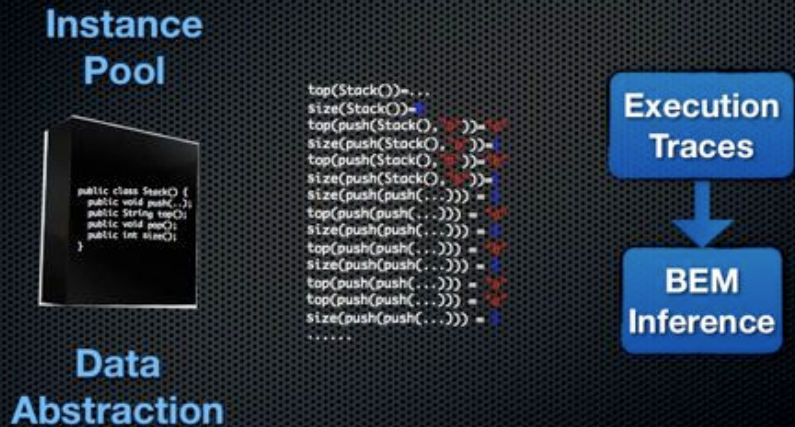 Instance
Pool
public class Stack() {
public void push(..);
public String top();
public void pop();
public int size();
}
Data
Abstraction
top(Stack())=...
size(Stack())=
top(push(Stack(), ))=
size(push(Stack(), ))=
top(push(Stack(), ))=
size(push(Stack(), ))=
size(push(push(...))) =
top(push(push(...))) =
size(push(push(...))) =
top(push(push(...))) =
size(push(push(...))) =
top(push(push(...))) =
top(push(push(...))) =
size(push(push(...))) =
......
Execution
Traces
BEM
Inference